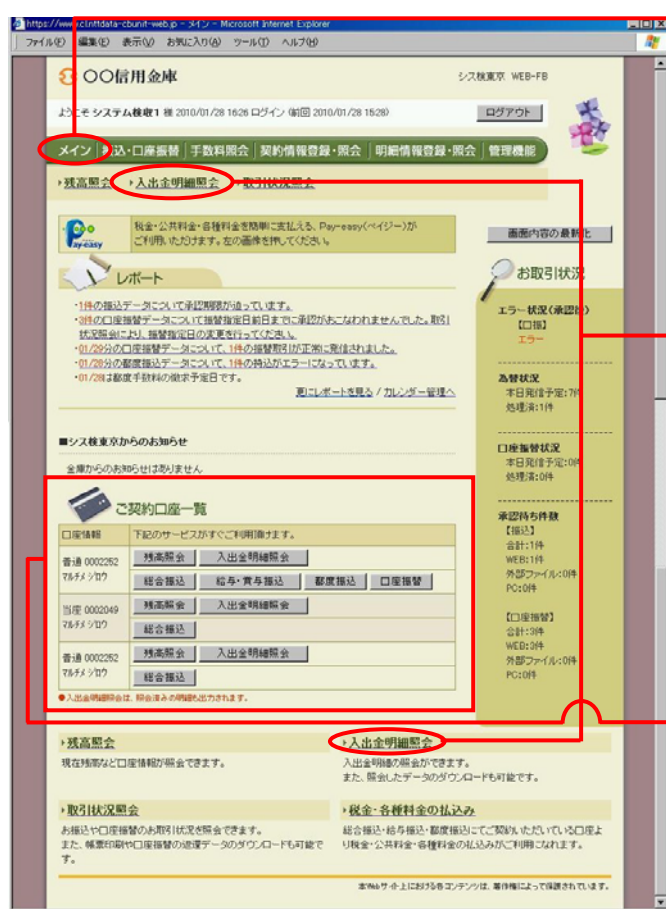 https://www.cl.nttdata-cbunit-web.jp - メイン - Microsoft Internet Explorer
ファイル(F) 編集(E) 表示(V) お気に入り(A) ツール(T) ヘルプ(H)
〇〇信用金庫
シス検東京 WEB-FB
ようこそ システム検収1 様 2010/01/28 16:26 ログイン (前回 2010/01/28 15:28)
ログアウト
メイン 振込・口座振替 手数料照会 契約情報登録・照会 明細情報登録・照会 管理機能
残高照会 入出金明細照会 取引状況照会
Pay-easy
税金・公共料金・各種料金を簡単に支払える、Pay-easy(ペイジー)が
ご利用いただけます。左の画像を押してください。
画面内容の最新化
レポート
・1件の振込データについて承認期限が迫っています。
・3件の口座振替データについて振替指定日前日までに承認がおこなわれませんでした。取引
状況照会により、振替指定日の変更を行ってください。
・01/29分の口座振替データについて、1件の振替取引が正常に発信されました。
・01/28分の都度振込データについて、1件の持込がエラーになっています。
・01/28は都度手数料の徴求予定日です。
更にレポートを見る / カレンダー管理へ
お取引状況
エラー状況(承認後)
【口振】
エラー
為替状況
本日発信予定:7件
処理済:1件
口座振替状況
本日発信予定:0件
処理済:0件
承認待ち件数
【振込】
合計:1件
WEB:1件
外部ファイル:0件
PC:0件
【口座振替】
合計:3件
WEB:3件
外部ファイル:0件
PC:0件
■シス検東京からのお知らせ
金庫からのお知らせはありません
ご契約口座一覧
口座情報 下記のサービスがすぐご利用頂けます。
普通 0002252
マルチメ ジロウ
残高照会 入出金明細照会
総合振込 給与・賞与振込 都度振込 口座振替
当座 0002049
マルチメ ジロウ
残高照会 入出金明細照会
総合振込
普通 0002252
マルチメ ジロウ
残高照会 入出金明細照会
総合振込
●入出金明細照会は、照会済みの明細も出力されます。
残高照会
現在残高など口座情報が照会できます。
入出金明細照会
入出金明細の照会ができます。
また、照会したデータのダウンロードも可能です。
取引状況照会
お振込や口座振替のお取引状況を照会できます。
また、帳票印刷や口座振替の返還データのダウンロードも可能で
す。
税金・各種料金の払込み
総合振込・給与振込・都度振込にてご契約いただいている口座よ
り税金・公共料金・各種料金の払込みがご利用になれます。
本Webサイト上における各コンテンツは、著作権によって保護されています。